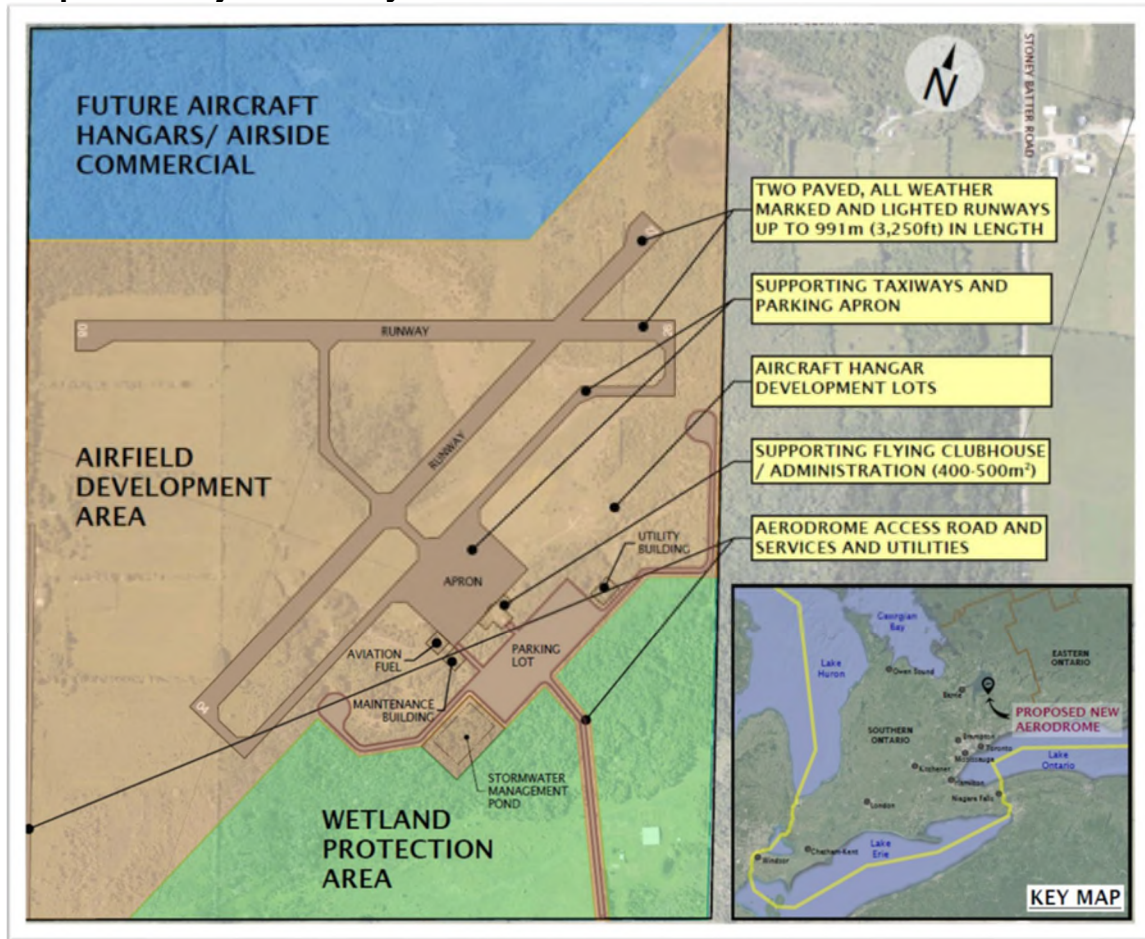 FUTURE AIRCRAFT
HANGARS/ AIRSIDE
COMMERCIAL
N
STONEY BATTER ROAD
TWO PAVED, ALL WEATHER
MARKED AND LIGHTED RUNWAYS
UP TO 991m (3,250ft) IN LENGTH
SUPPORTING TAXIWAYS AND
PARKING APRON
AIRCRAFT HANGAR
DEVELOPMENT LOTS
SUPPORTING FLYING CLUBHOUSE
/ ADMINISTRATION (400-500m²)
AERODROME ACCESS ROAD AND
SERVICES AND UTILITIES
08
RUNWAY
26
RUNWAY
AIRFIELD
DEVELOPMENT
AREA
UTILITY
BUILDING
APRON
AVIATION
FUEL
PARKING
LOT
MAINTENANCE
BUILDING
04
STORMWATER
MANAGEMENT
POND
WETLAND
PROTECTION
AREA
Georgian
Bay
Lake
Huron
Owen Sound
EASTERN
ONTARIO
Barrie
PROPOSED NEW
AERODROME
SOUTHERN
ONTARIO
Brampton
Toronto
Mississauga
Lake
Ontario
Kitchener
Hamilton
Niagara Falls
London
Lake
Erie
Chatham-Kent
Windsor
KEY MAP